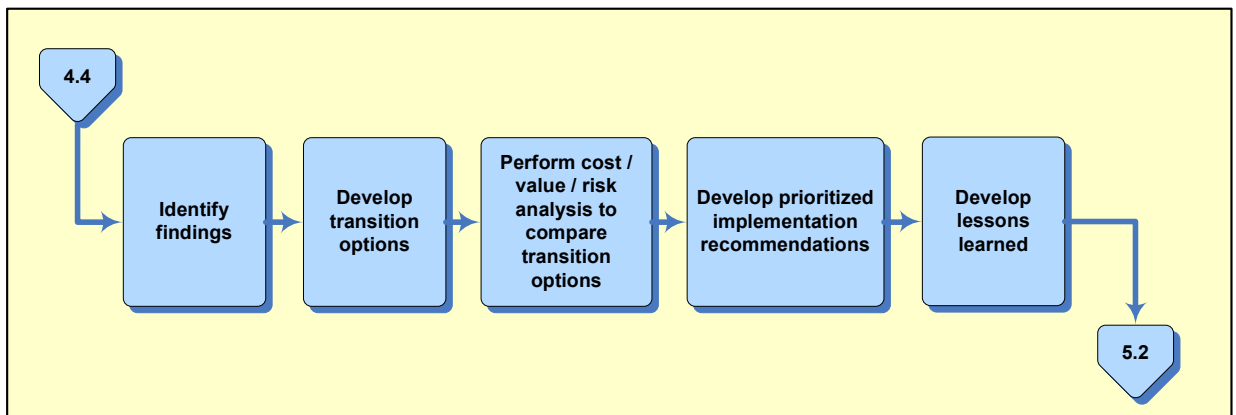 4.4
Identify
findings
Develop
transition
options
Perform cost /
value / risk
analysis to
compare
transition
options
Develop prioritized
implementation
recommendations
Develop
lessons
learned
5.2